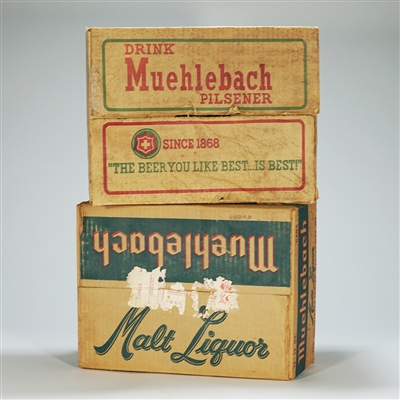 DRINK
Muehlebach
PILSENER
SINCE 1868
"THE BEER YOU LIKE BEST...IS BEST!"
Muehlebach
Malt Liquor
Muehlebach